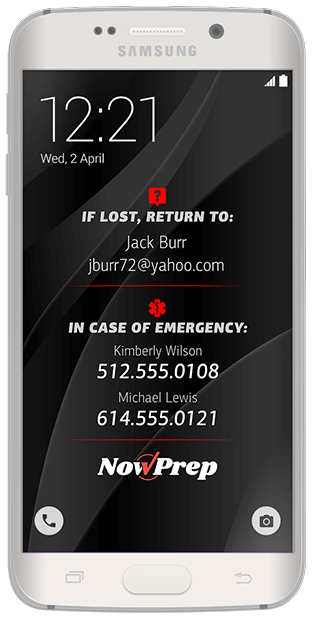 SAMSUNG
12:21
Wed, 2 April
?
IF LOST, RETURN TO:
Jack Burr
jburr72@yahoo.com
IN CASE OF EMERGENCY:
Kimberly Wilson
512.555.0108
Michael Lewis
614.555.0121
NowPrep